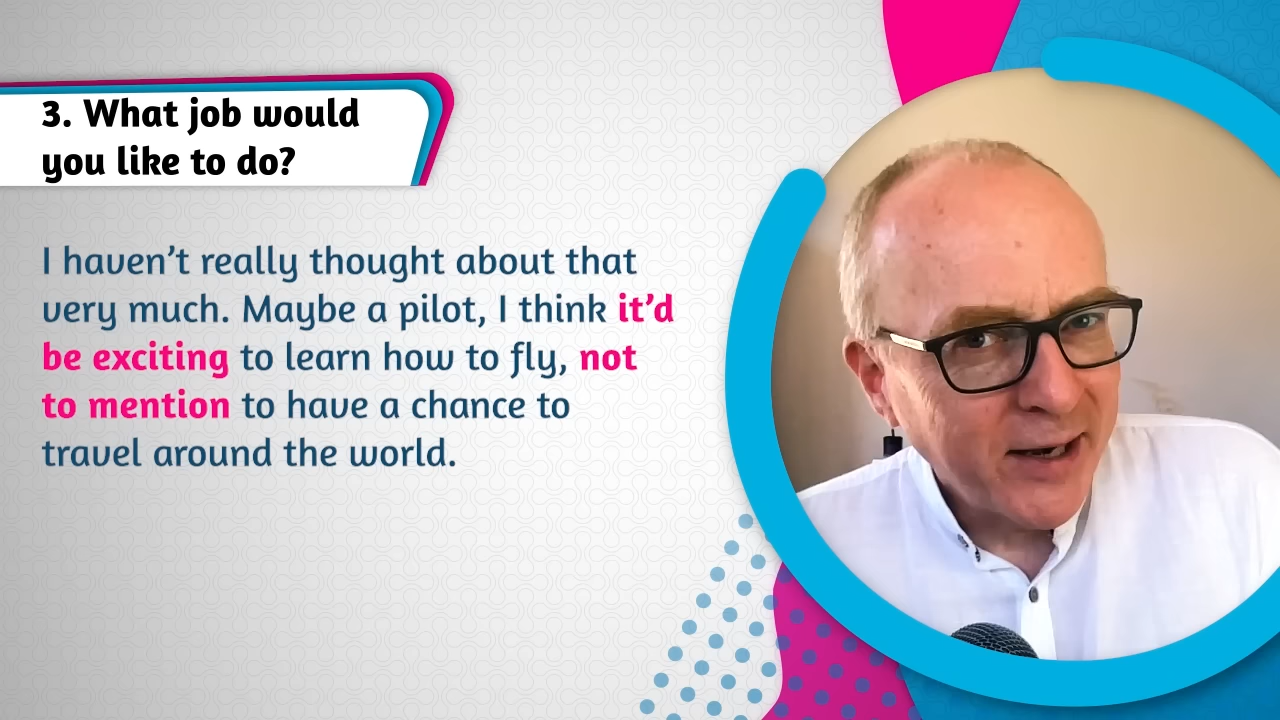 3. What job would
you like to do?
I haven’t really thought about that
very much. Maybe a pilot, I think it’d
be exciting to learn how to fly, not
to mention to have a chance to
travel around the world.